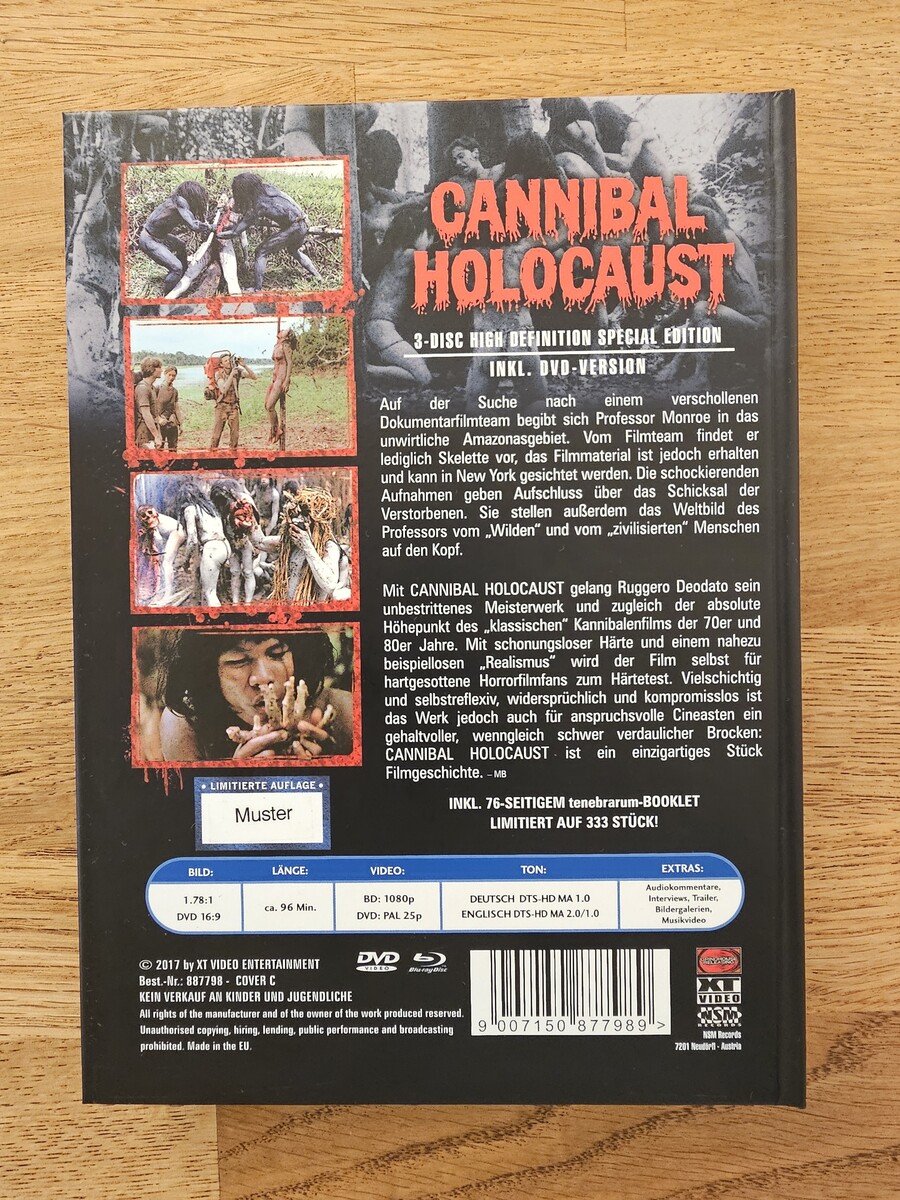 CANNIBAL
HOLOCAUST
3-DISC HIGH DEFINITION SPECIAL EDITION
INKL. DVD-VERSION
Auf der Suche nach einem verschollenen
Dokumentarfilmteam begibt sich Professor Monroe in das
unwirtliche Amazonasgebiet. Vom Filmteam findet er
lediglich Skelette vor, das Filmmaterial ist jedoch erhalten
und kann in New York gesichtet werden. Die schockierenden
Aufnahmen geben Aufschluss über das Schicksal der
Verstorbenen. Sie stellen außerdem das Weltbild des
Professors vom „Wilden“ und vom „zivilisierten“ Menschen
auf den Kopf.
Mit CANNIBAL HOLOCAUST gelang Ruggero Deodato sein
unbestrittenes Meisterwerk und zugleich der absolute
Höhepunkt des „klassischen“ Kannibalenfilms der 70er und
80er Jahre. Mit schonungsloser Härte und einem nahezu
beispiellosen „Realismus“ wird der Film selbst für
hartgesottene Horrorfilmfans zum Härtetest. Vielschichtig
und selbstreflexiv, widersprüchlich und kompromisslos ist
das Werk jedoch auch für anspruchsvolle Cineasten ein
gehaltvoller, wenngleich schwer verdaulicher Brocken:
CANNIBAL HOLOCAUST ist ein einzigartiges Stück
Filmgeschichte. – MB
INKL. 76-SEITIGEM tenebrarum-BOOKLET
LIMITIERT AUF 333 STÜCK!
• LIMITIERTE AUFLAGE •
Muster
BILD: LÄNGE: VIDEO: TON: EXTRAS:
1.78:1
DVD 16:9
ca. 96 Min.
BD: 1080p
DVD: PAL 25p
DEUTSCH DTS-HD MA 1.0
ENGLISCH DTS-HD MA 2.0/1.0
Audiokommentare,
Interviews, Trailer,
Bildergalerien,
Musikvideo
© 2017 by XT VIDEO ENTERTAINMENT
Best.-Nr.: 887798 - COVER C
KEIN VERKAUF AN KINDER UND JUGENDLICHE
All rights of the manufacturer and of the owner of the work produced reserved.
Unauthorised copying, hiring, lending, public performance and broadcasting
prohibited. Made in the EU.
DVD
VIDEO
Blu-ray Disc
9 007150 877989 >
XT
VIDEO
NSM
RECORDS
NSM Records
7201 Neudörfl - Austria